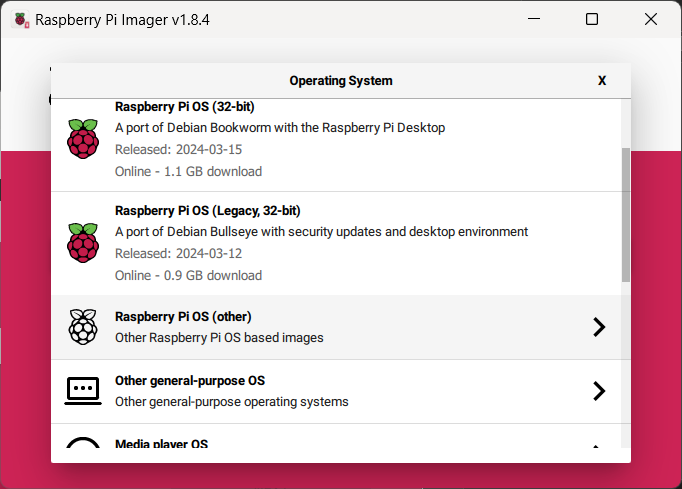 Raspberry Pi Imager v1.8.4
Operating System
X
Raspberry Pi OS (32-bit)
A port of Debian Bookworm with the Raspberry Pi Desktop
Released: 2024-03-15
Online - 1.1 GB download
Raspberry Pi OS (Legacy, 32-bit)
A port of Debian Bullseye with security updates and desktop environment
Released: 2024-03-12
Online - 0.9 GB download
Raspberry Pi OS (other)
Other Raspberry Pi OS based images
Other general-purpose OS
Other general-purpose operating systems
Media player OS